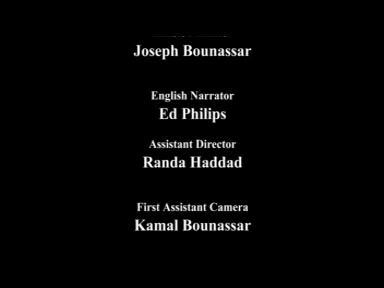 Joseph Bounassar
English Narrator
Ed Philips
Assistant Director
Randa Haddad
First Assistant Camera
Kamal Bounassar